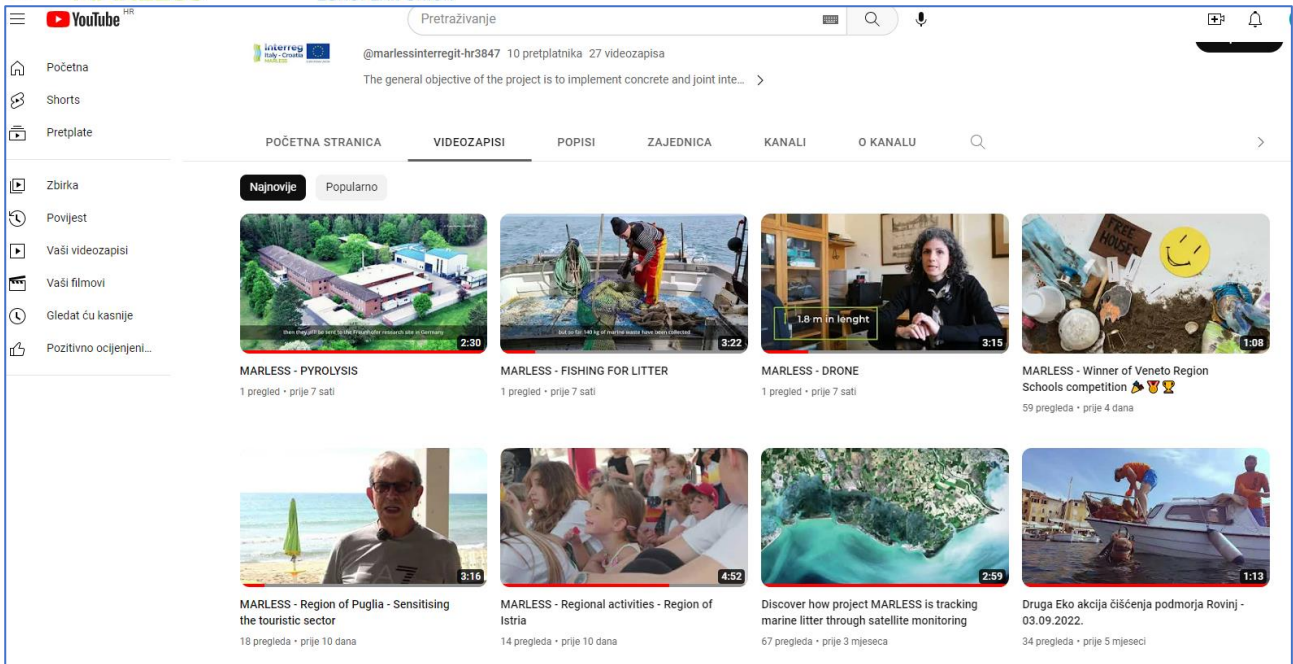 YouTube HR
Pretraživanje
Početna
Shorts
Pretplate
Zbirka
Povijest
Vaši videozapisi
Vaši filmovi
Gledat ću kasnije
Pozitivno ocijenjeni...
interreg
Italy - Croatia
MARLESS
@marlessinterregit-hr3847 10 pretplatnika 27 videozapisa
The general objective of the project is to implement concrete and joint inte...
POČETNA STRANICA VIDEOZAPISI POPISI ZAJEDNICA KANALI O KANALU
Najnovije Popularno
then they will be sent to the Fraunhofer research site in Germany
2:30
MARLESS - PYROLYSIS
1 pregled • prije 7 sati
but so far 140 kg of marine waste have been collected
3:22
MARLESS - FISHING FOR LITTER
1 pregled • prije 7 sati
1.8 m in lenght
3:15
MARLESS - DRONE
1 pregled • prije 7 sati
FREE
HOUSES
1:08
MARLESS - Winner of Veneto Region
Schools competition 🎉🏅🏆
59 pregleda • prije 4 dana
3:16
MARLESS - Region of Puglia - Sensitising
the touristic sector
18 pregleda • prije 10 dana
4:52
MARLESS - Regional activities - Region of
Istria
14 pregleda • prije 10 dana
2:59
Discover how project MARLESS is tracking
marine litter through satellite monitoring
67 pregleda • prije 3 mjeseca
1:13
Druga Eko akcija čišćenja podmorja Rovinj -
03.09.2022.
34 pregleda • prije 5 mjeseci